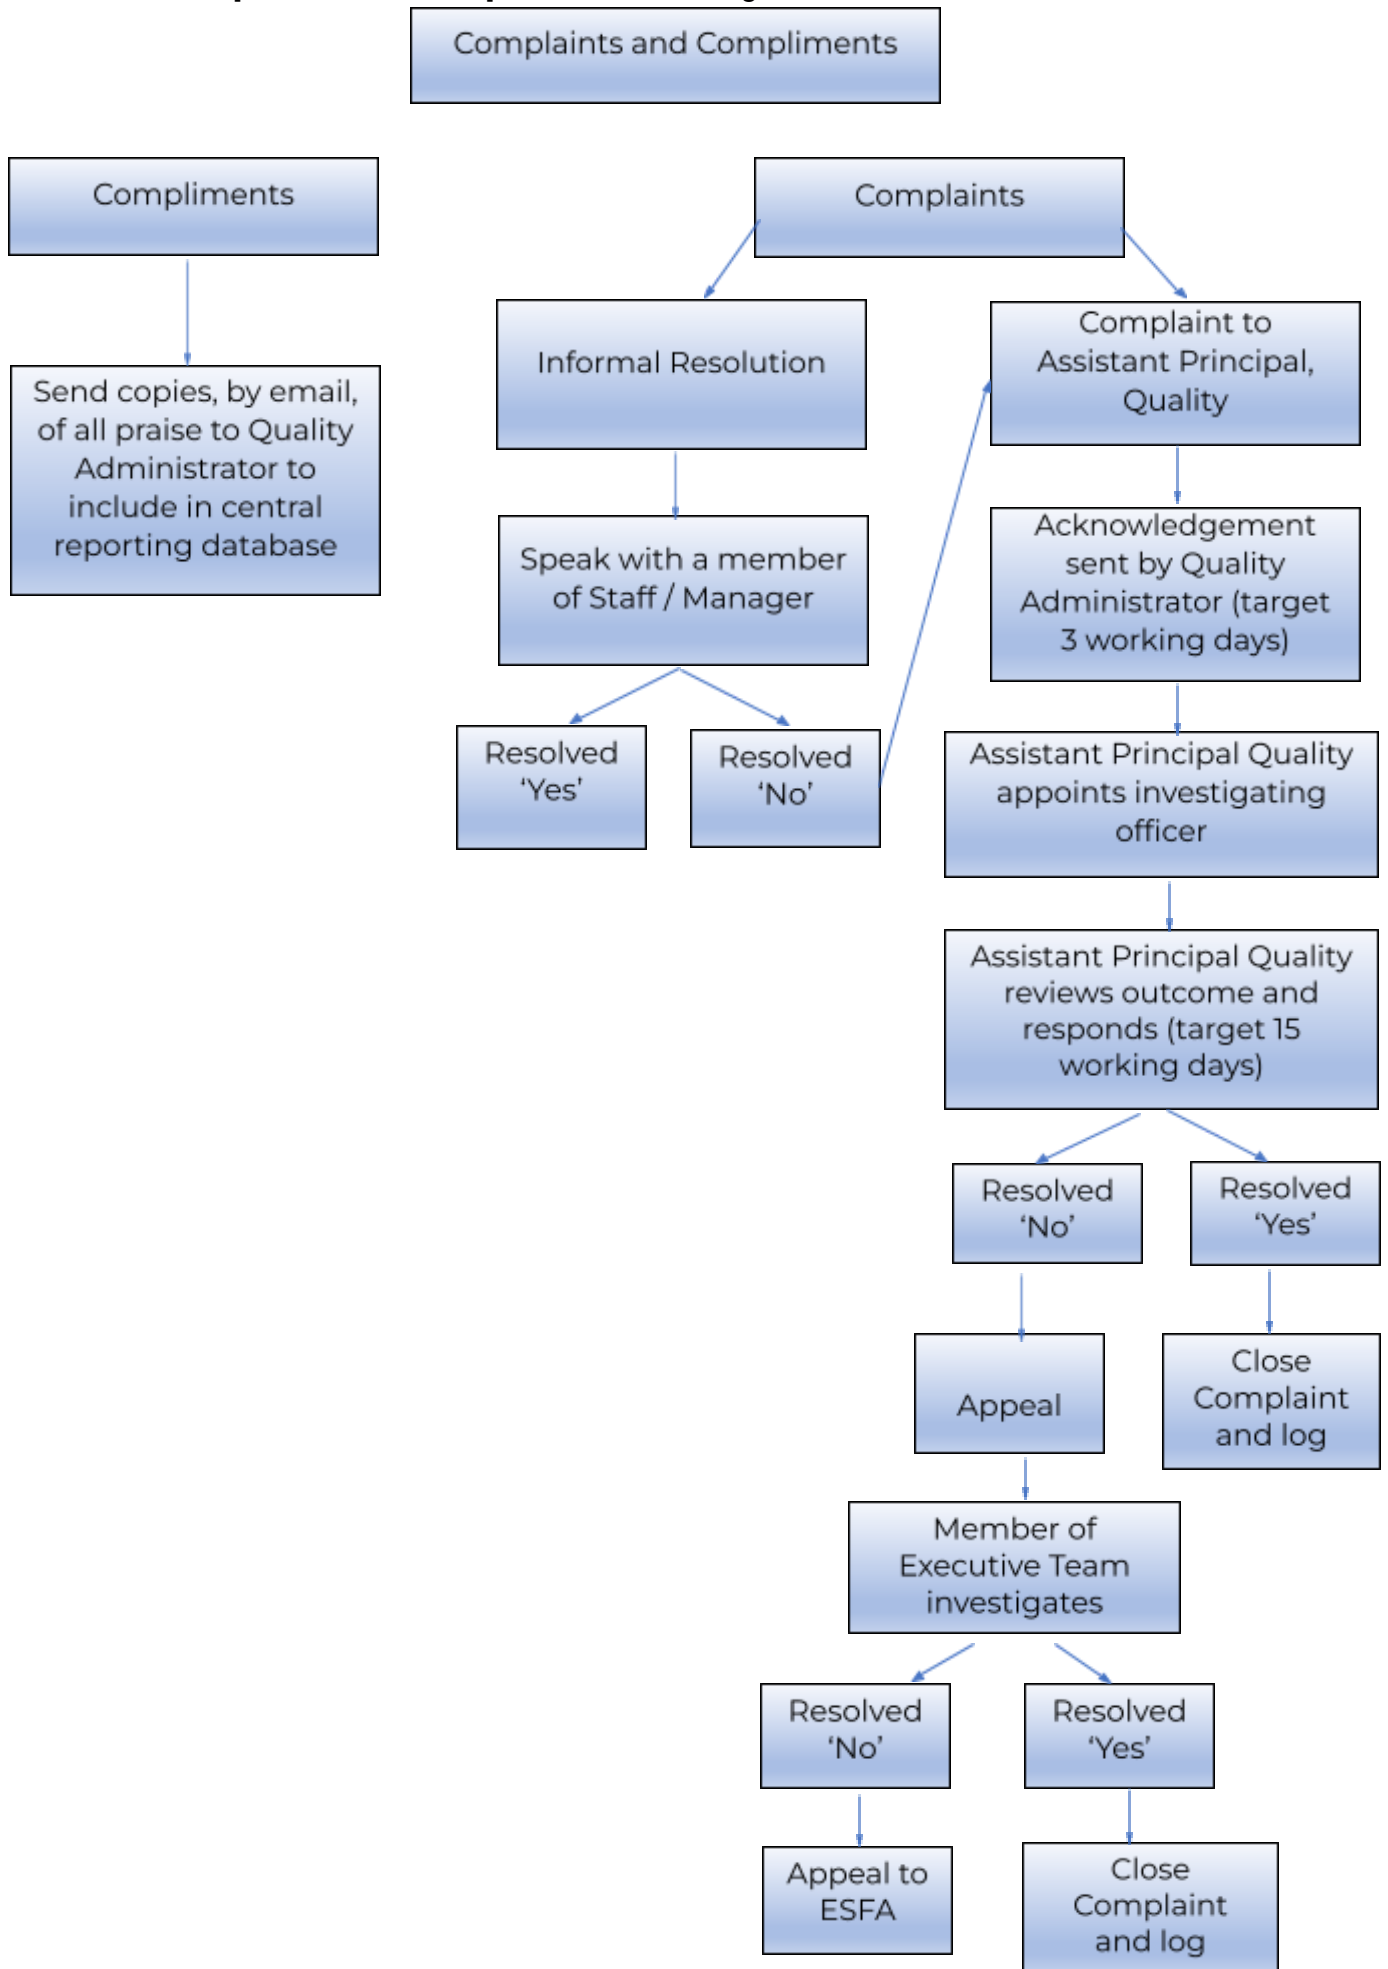 Complaints and Compliments
Compliments
Send copies, by email,
of all praise to Quality
Administrator to
include in central
reporting database
Complaints
Informal Resolution
Speak with a member
of Staff / Manager
Resolved
‘Yes’
Resolved
‘No’
Complaint to
Assistant Principal,
Quality
Acknowledgement
sent by Quality
Administrator (target
3 working days)
Assistant Principal Quality
appoints investigating
officer
Assistant Principal Quality
reviews outcome and
responds (target 15
working days)
Resolved
‘No’
Resolved
‘Yes’
Appeal
Close
Complaint
and log
Member of
Executive Team
investigates
Resolved
‘No’
Resolved
‘Yes’
Appeal to
ESFA
Close
Complaint
and log